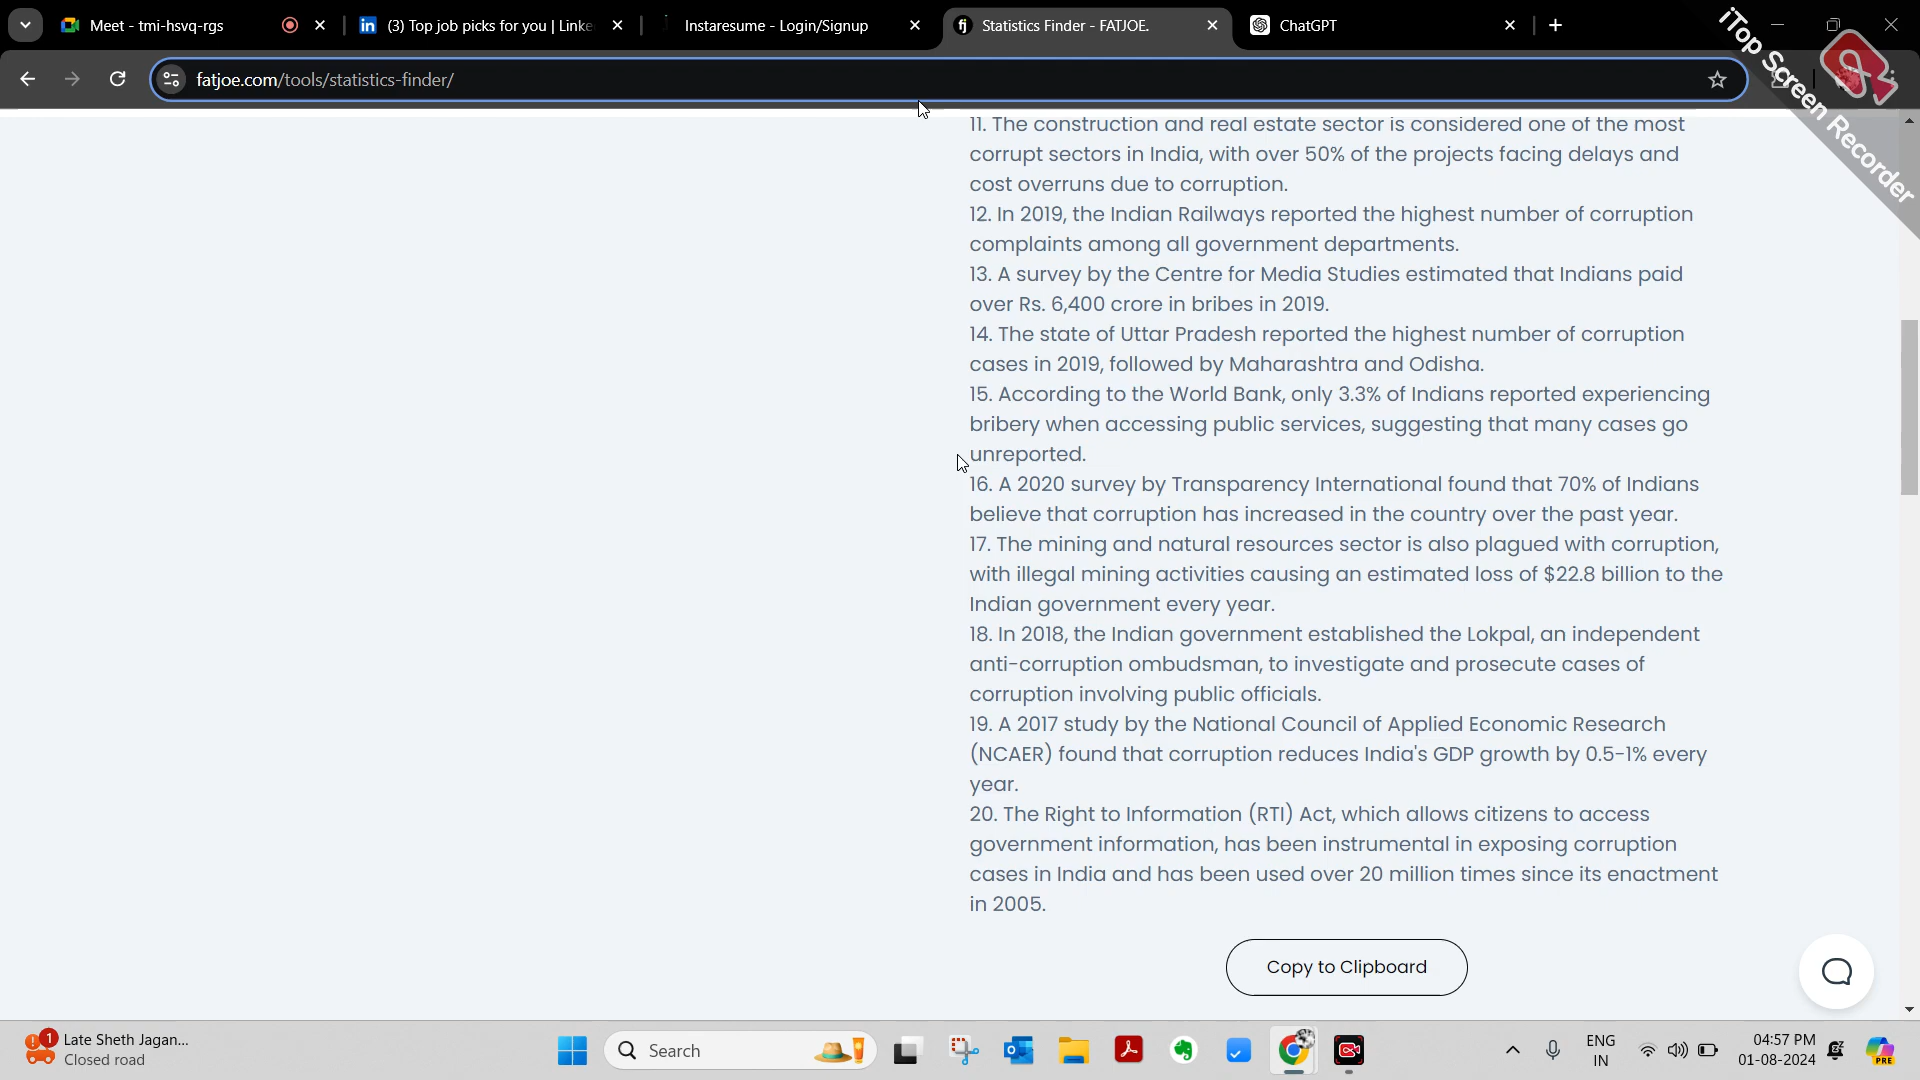 Meet - tmi-hsvq-rgs
(3) Top job picks for you | Linke
Instaresume - Login/Signup
Statistics Finder - FATJOE.
ChatGPT
fatjoe.com/tools/statistics-finder/
iTop Screen Recorder
11. The construction and real estate sector is considered one of the most
corrupt sectors in India, with over 50% of the projects facing delays and
cost overruns due to corruption.
12. In 2019, the Indian Railways reported the highest number of corruption
complaints among all government departments.
13. A survey by the Centre for Media Studies estimated that Indians paid
over Rs. 6,400 crore in bribes in 2019.
14. The state of Uttar Pradesh reported the highest number of corruption
cases in 2019, followed by Maharashtra and Odisha.
15. According to the World Bank, only 3.3% of Indians reported experiencing
bribery when accessing public services, suggesting that many cases go
unreported.
16. A 2020 survey by Transparency International found that 70% of Indians
believe that corruption has increased in the country over the past year.
17. The mining and natural resources sector is also plagued with corruption,
with illegal mining activities causing an estimated loss of $22.8 billion to the
Indian government every year.
18. In 2018, the Indian government established the Lokpal, an independent
anti-corruption ombudsman, to investigate and prosecute cases of
corruption involving public officials.
19. A 2017 study by the National Council of Applied Economic Research
(NCAER) found that corruption reduces India's GDP growth by 0.5-1% every
year.
20. The Right to Information (RTI) Act, which allows citizens to access
government information, has been instrumental in exposing corruption
cases in India and has been used over 20 million times since its enactment
in 2005.
Copy to Clipboard
1
Late Sheth Jagan...
Closed road
Search
ENG
IN
04:57 PM
01-08-2024
PRE